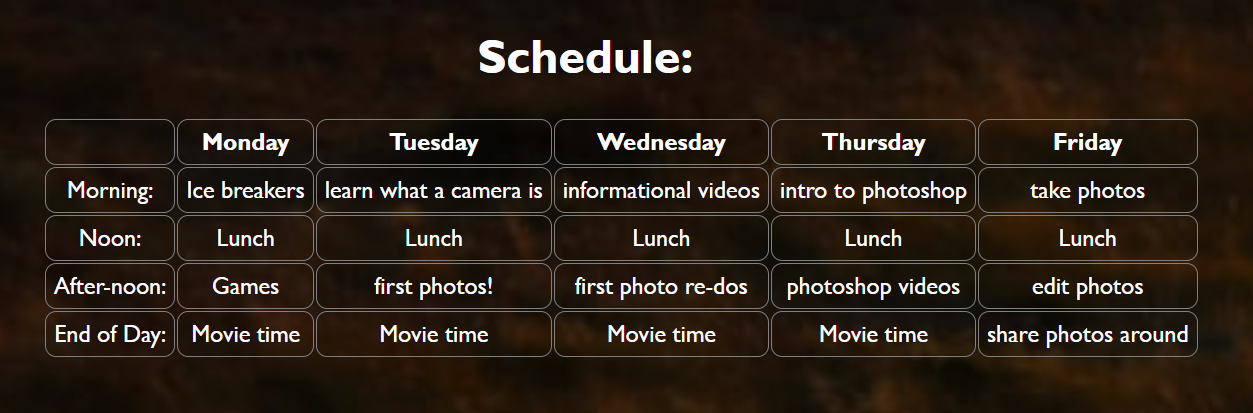 Schedule:
Monday Tuesday Wednesday Thursday Friday
Morning: Ice breakers learn what a camera is informational videos intro to photoshop take photos
Noon: Lunch Lunch Lunch Lunch Lunch
After-noon: Games first photos! first photo re-dos photoshop videos edit photos
End of Day: Movie time Movie time Movie time Movie time share photos around